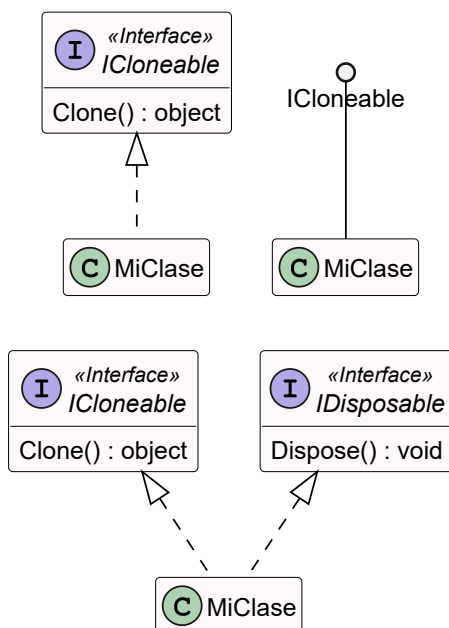 «Interface»
I
ICloneable
Clone() : object
ICloneable
C MiClase
C MiClase
«Interface»
I
ICloneable
Clone() : object
«Interface»
I
IDisposable
Dispose() : void
C MiClase